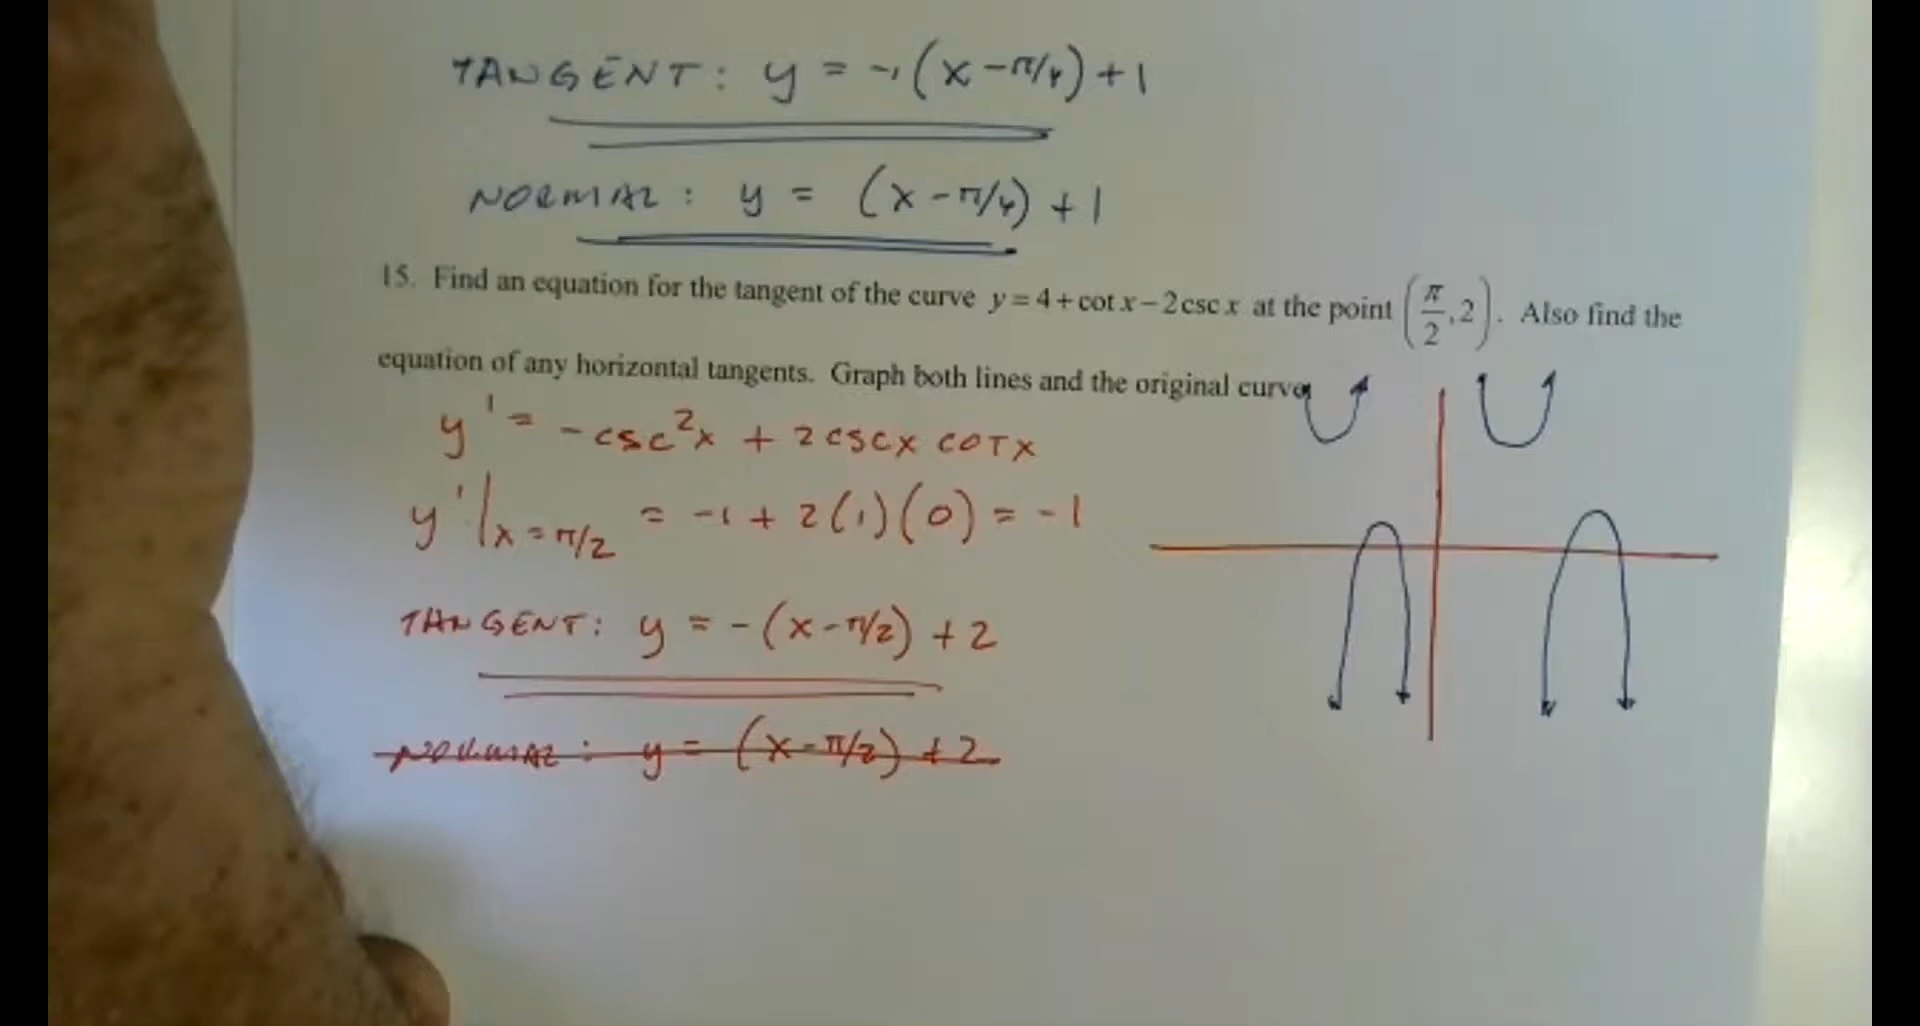 TANGENT: y = -1(x - π/4) + 1
NORMAL: y = (x - π/4) + 1
15. Find an equation for the tangent of the curve y = 4 + cot x − 2 csc x at the point (π/2, 2). Also find the
equation of any horizontal tangents. Graph both lines and the original curve
y' = -csc²x + 2cscx cotx
y'|x=π/2 = -1 + 2(1)(0) = -1
TANGENT: y = -(x - π/2) + 2
NORMAL: y = (x - π/2) + 2